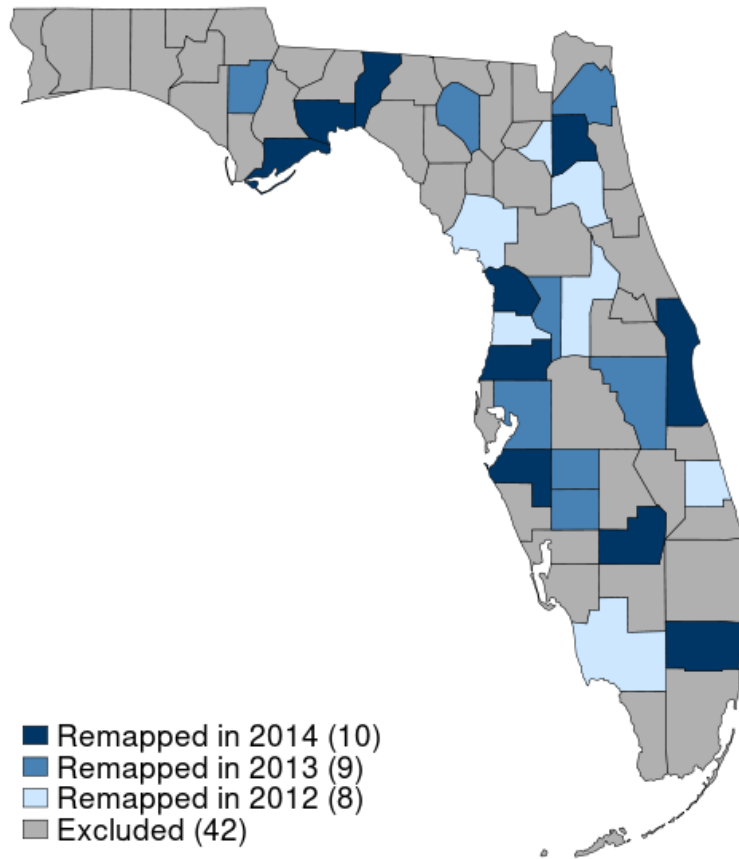 Remapped in 2014 (10)
Remapped in 2013 (9)
Remapped in 2012 (8)
Excluded (42)